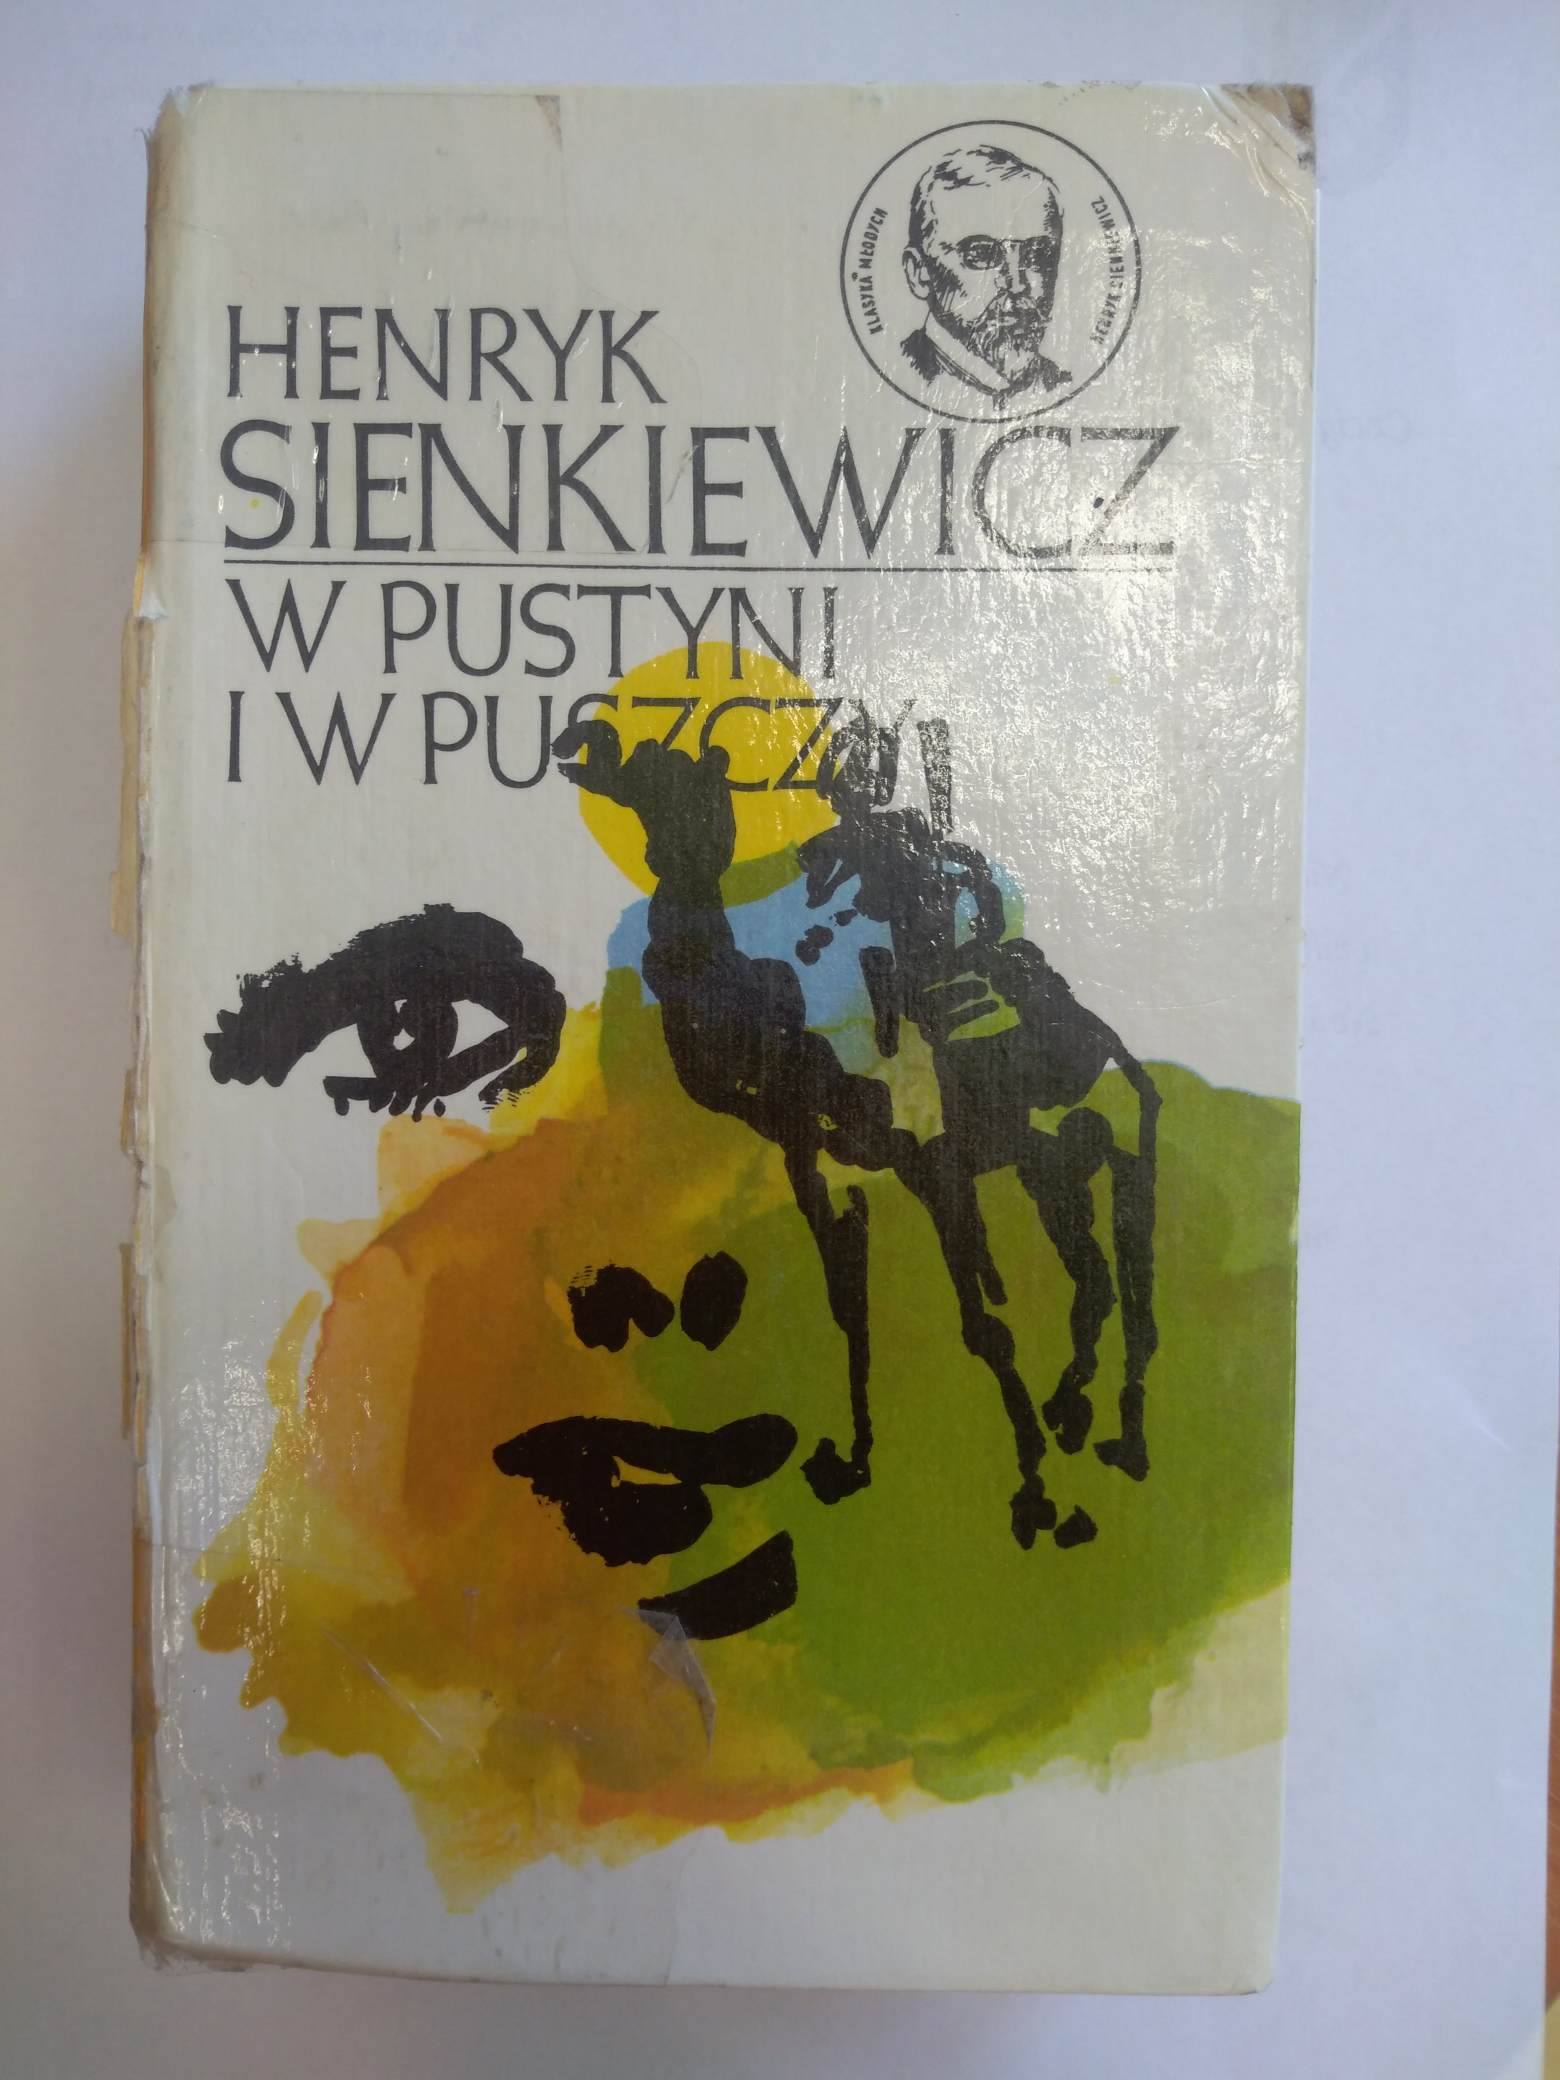 KLASYKA MŁODYCH
HENRYK SIENKIEWICZ
HENRYK
SIENKIEWICZ
W PUSTYNI
I W PUSZCZY